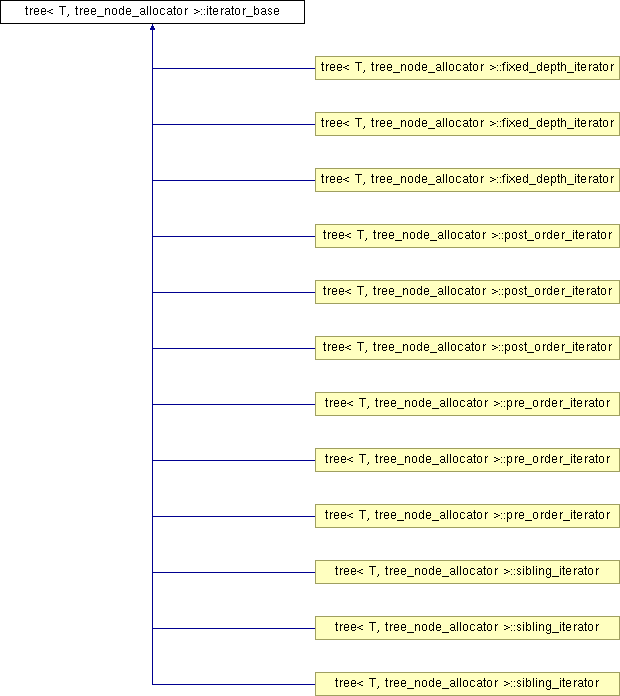 tree< T, tree_node_allocator >::iterator_base
tree< T, tree_node_allocator >::fixed_depth_iterator
tree< T, tree_node_allocator >::fixed_depth_iterator
tree< T, tree_node_allocator >::fixed_depth_iterator
tree< T, tree_node_allocator >::post_order_iterator
tree< T, tree_node_allocator >::post_order_iterator
tree< T, tree_node_allocator >::post_order_iterator
tree< T, tree_node_allocator >::pre_order_iterator
tree< T, tree_node_allocator >::pre_order_iterator
tree< T, tree_node_allocator >::pre_order_iterator
tree< T, tree_node_allocator >::sibling_iterator
tree< T, tree_node_allocator >::sibling_iterator
tree< T, tree_node_allocator >::sibling_iterator